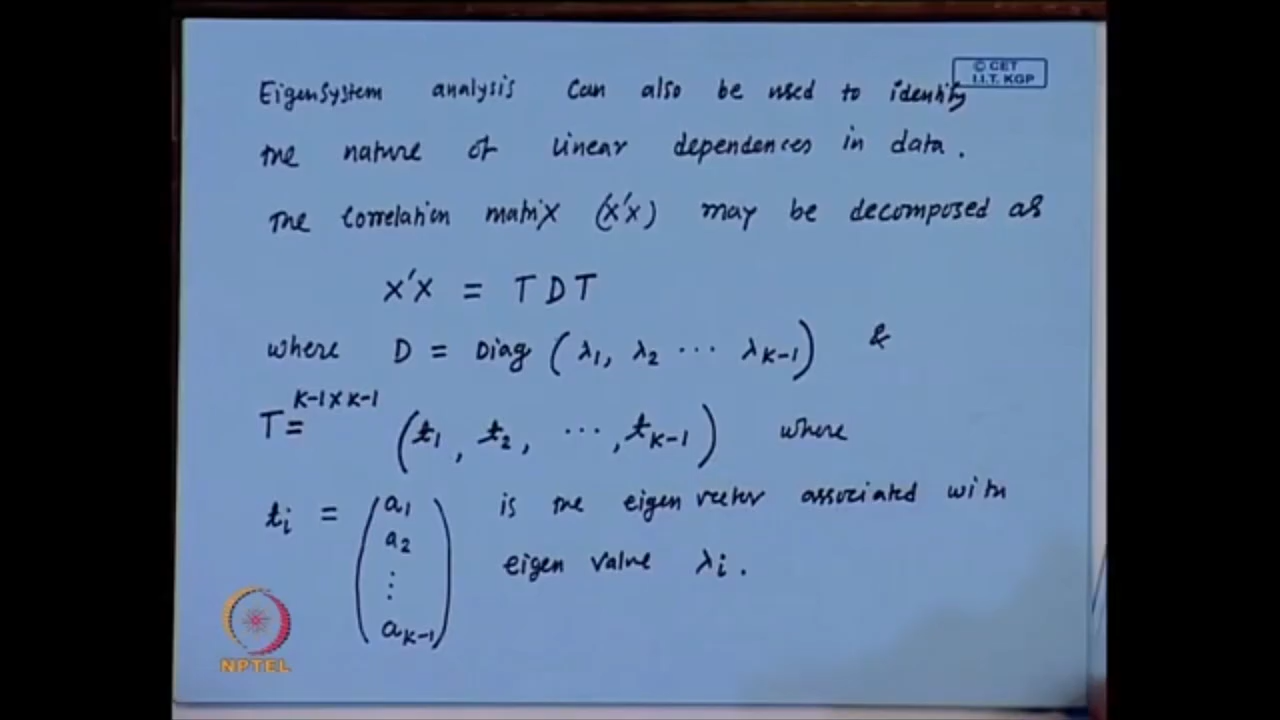 © CET
I.I.T. KGP
Eigensystem analysis can also be used to identify
the nature of linear dependences in data.
The correlation matrix (X'X) may be decomposed as
X'X = T D T
where D = Diag (λ1, λ2 ⋯ λK-1) &
T = K-1×K-1 (t1, t2, ⋯, tK-1) where
ti = (a1 a2 ⋮ aK-1) is the eigen vector associated with
eigen value λi.
NPTEL